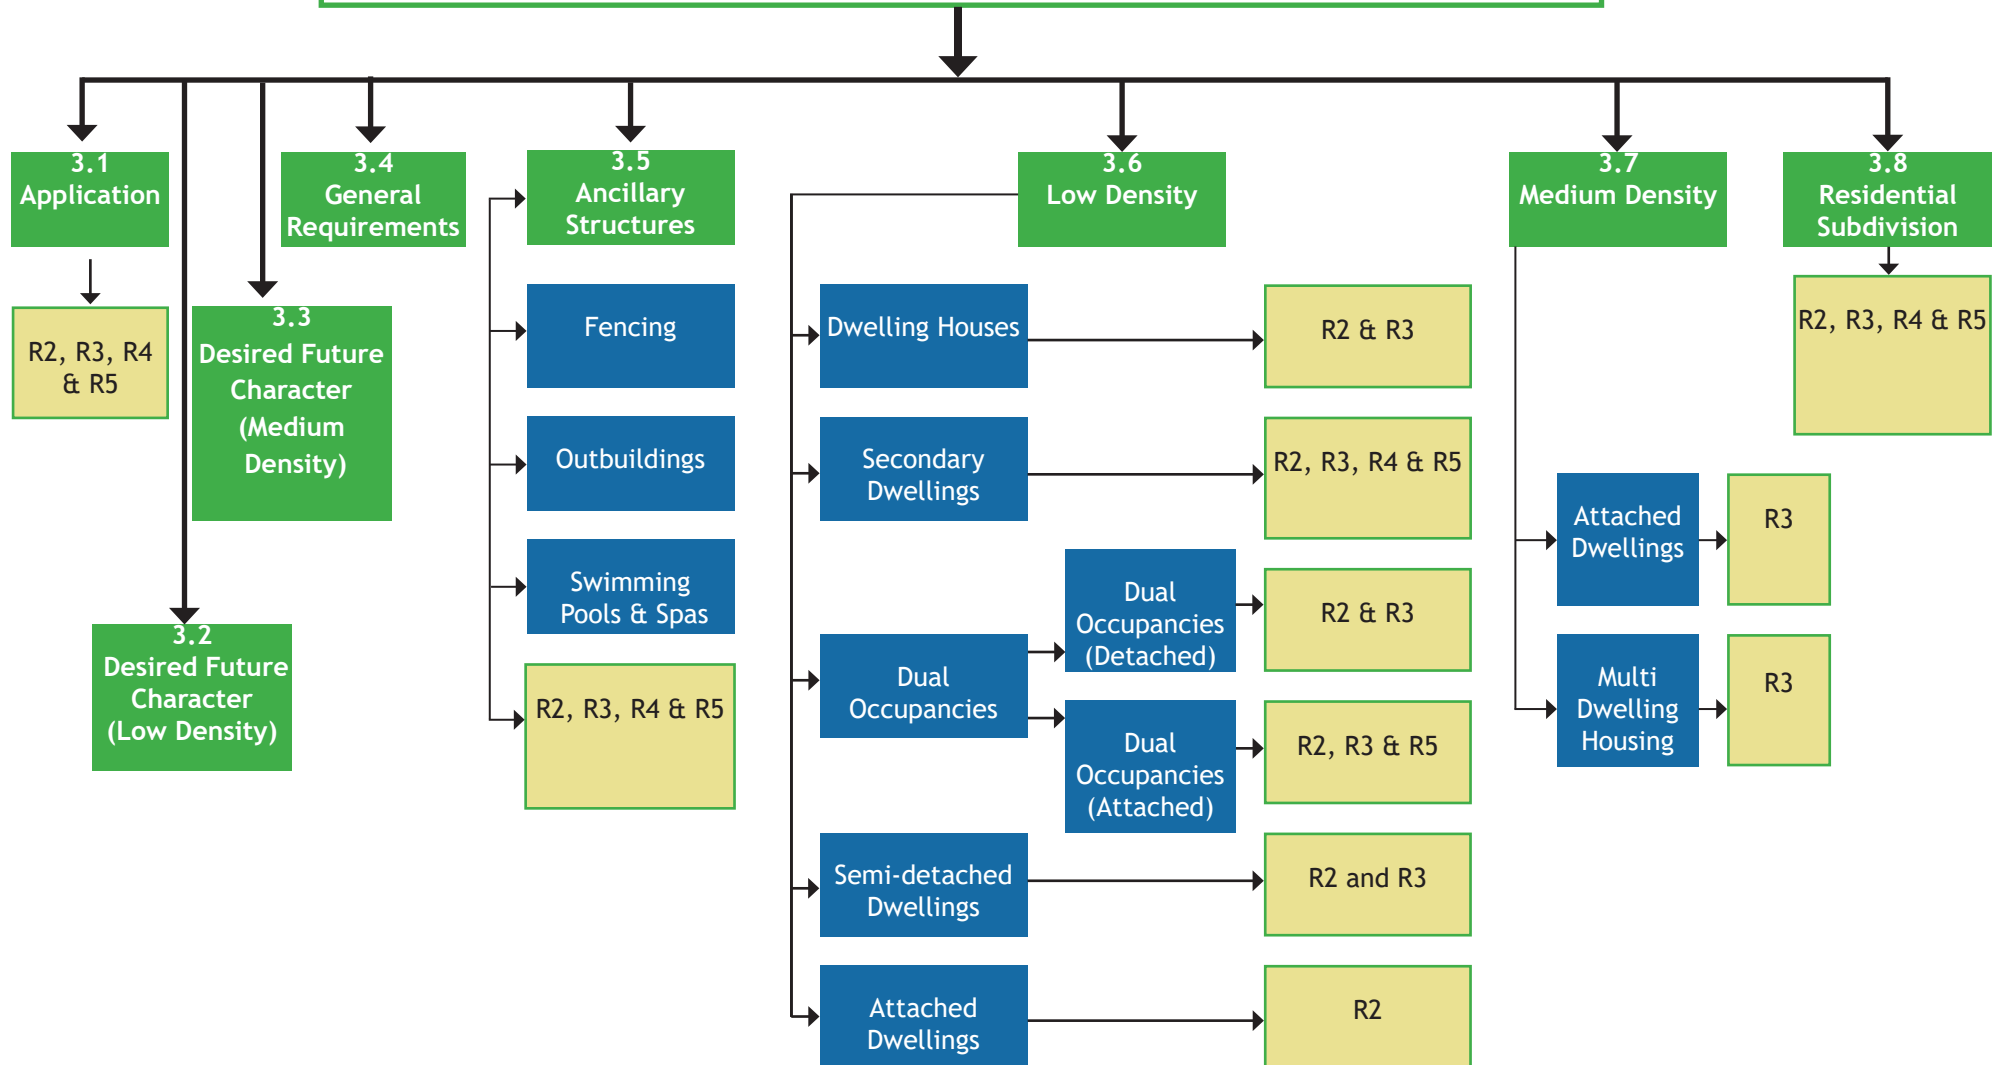 3.1
Application
R2, R3, R4
& R5
3.2
Desired Future
Character
(Low Density)
3.3
Desired Future
Character
(Medium
Density)
3.4
General
Requirements
3.5
Ancillary
Structures
Fencing
Outbuildings
Swimming
Pools & Spas
R2, R3, R4 & R5
3.6
Low Density
Dwelling Houses
R2 & R3
Secondary
Dwellings
R2, R3, R4 & R5
Dual
Occupancies
Dual
Occupancies
(Detached)
R2 & R3
Dual
Occupancies
(Attached)
R2, R3 & R5
Semi-detached
Dwellings
R2 and R3
Attached
Dwellings
R2
3.7
Medium Density
Attached
Dwellings
R3
Multi
Dwelling
Housing
R3
3.8
Residential
Subdivision
R2, R3, R4 & R5